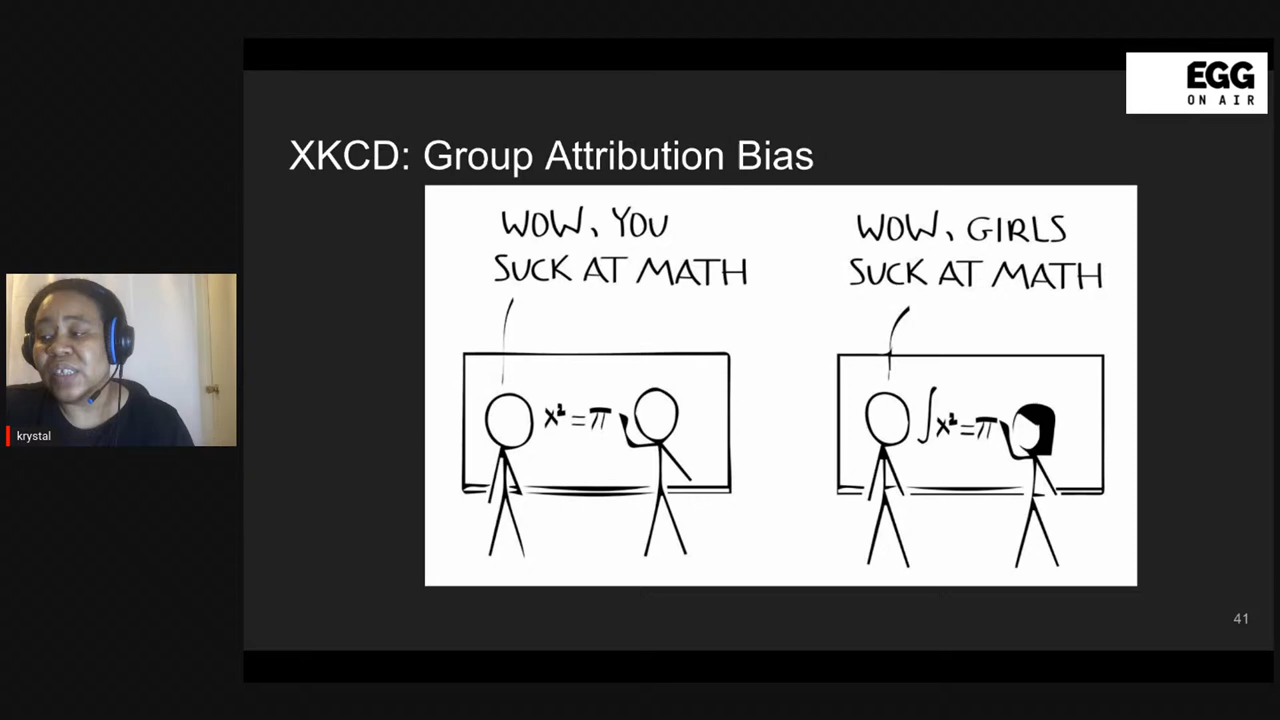 EGG
ON AIR
XKCD: Group Attribution Bias
WOW, YOU
SUCK AT MATH
x² = π
WOW, GIRLS
SUCK AT MATH
∫x² = π
krystal
41